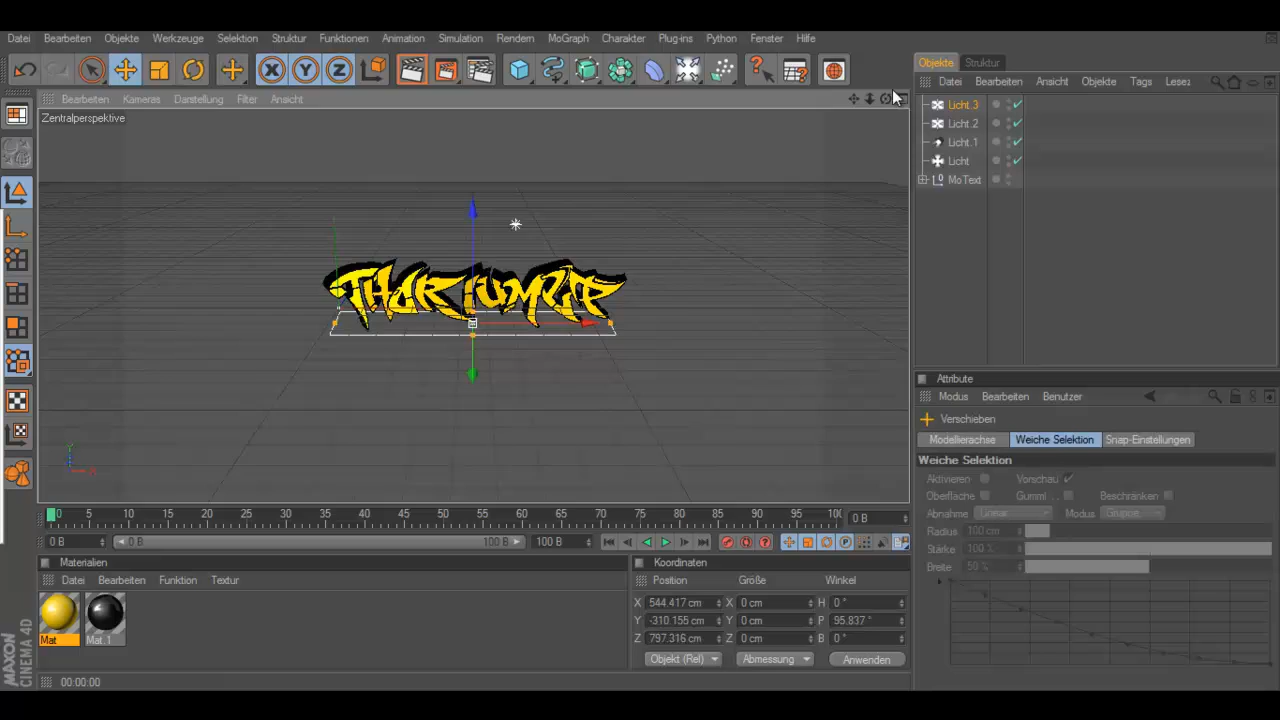 Datei Bearbeiten Objekte Werkzeuge Selektion Struktur Funktionen Animation Simulation Rendern MoGraph Charakter Plug-ins Python Fenster Hilfe
Objekte Struktur
Datei Bearbeiten Ansicht Objekte Tags Lesez
Bearbeiten Kameras Darstellung Filter Ansicht
Zentralperspektive
Licht.3
Licht.2
Licht.1
Licht
MoText
Attribute
Modus Bearbeiten Benutzer
Verschieben
Modellierachse Weiche Selektion Snap-Einstellungen
Weiche Selektion
Aktivieren Vorschau
Oberfläche Gummi Beschränken
Abnahme Linear Modus Gruppe
Radius 100 cm
Stärke 100 %
Breite 50 %
0 5 10 15 20 25 30 35 40 45 50 55 60 65 70 75 80 85 90 95 10 0 B
0 B 0 B 100 B 100 B
Materialien
Datei Bearbeiten Funktion Textur
Mat Mat.1
Koordinaten
Position Größe Winkel
X 544.417 cm X 0 cm H 0 °
Y -310.155 cm Y 0 cm P 95.837 °
Z 797.316 cm Z 0 cm B 0 °
Objekt (Rel) Abmessung Anwenden
MAXON
CINEMA 4D
00:00:00